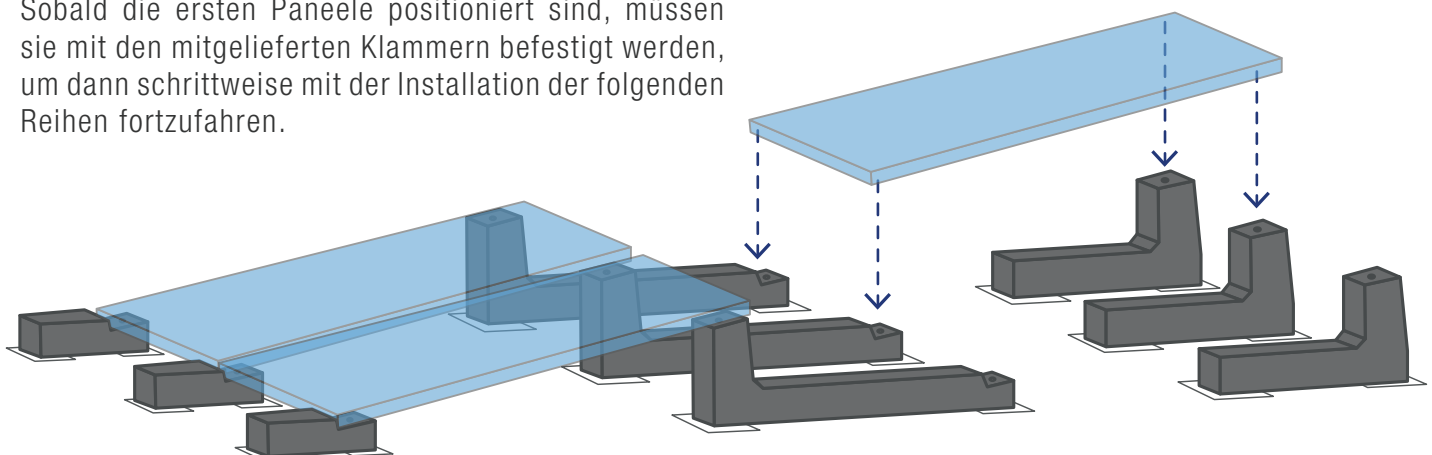 Sobald die ersten Paneele positioniert sind, müssen
sie mit den mitgelieferten Klammern befestigt werden,
um dann schrittweise mit der Installation der folgenden
Reihen fortzufahren.